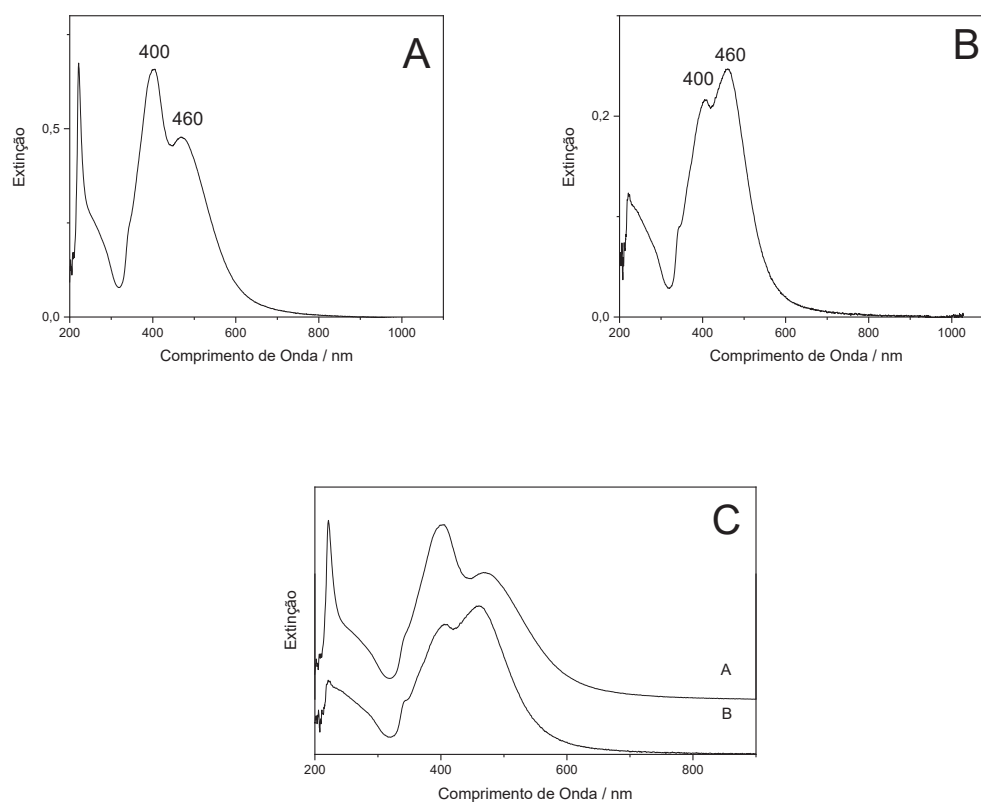 A
400
460
0,5
0,0
Extinção
200 400 600 800 1000
Comprimento de Onda / nm
B
460
400
0,2
0,0
Extinção
200 400 600 800 1000
Comprimento de Onda / nm
C
Extinção
A
B
200 400 600 800
Comprimento de Onda / nm